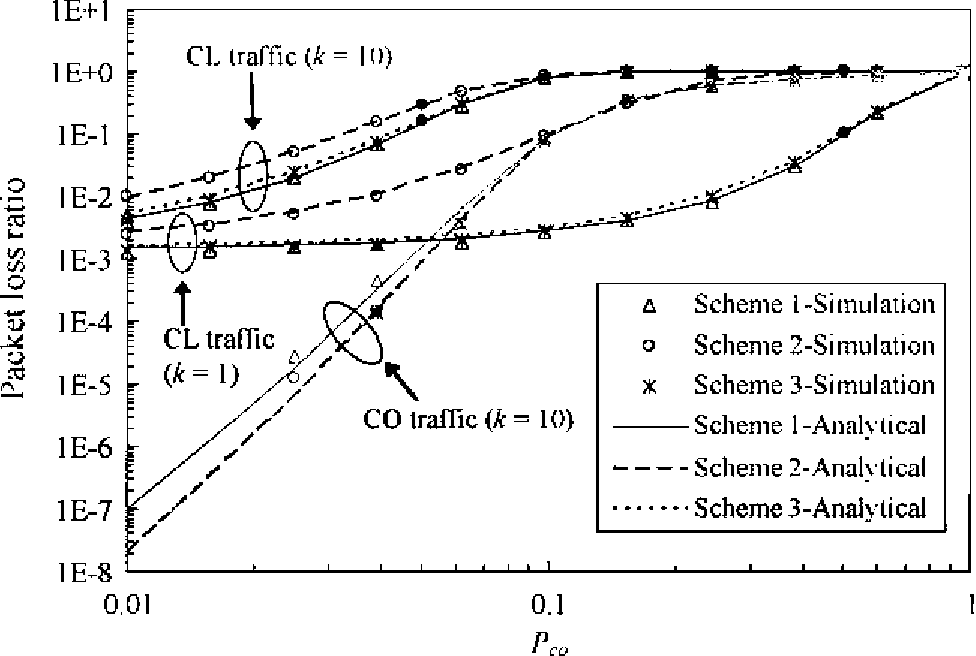 1E+1
1E+0
1E-1
1E-2
1E-3
1E-4
1E-5
1E-6
1E-7
1E-8
Packet loss ratio
CL traffic (k = 10)
CL traffic
(k = 1)
CO traffic (k = 10)
Scheme 1-Simulation
Scheme 2-Simulation
Scheme 3-Simulation
Scheme 1-Analytical
Scheme 2-Analytical
Scheme 3-Analytical
0.01
0.1
1
P_co